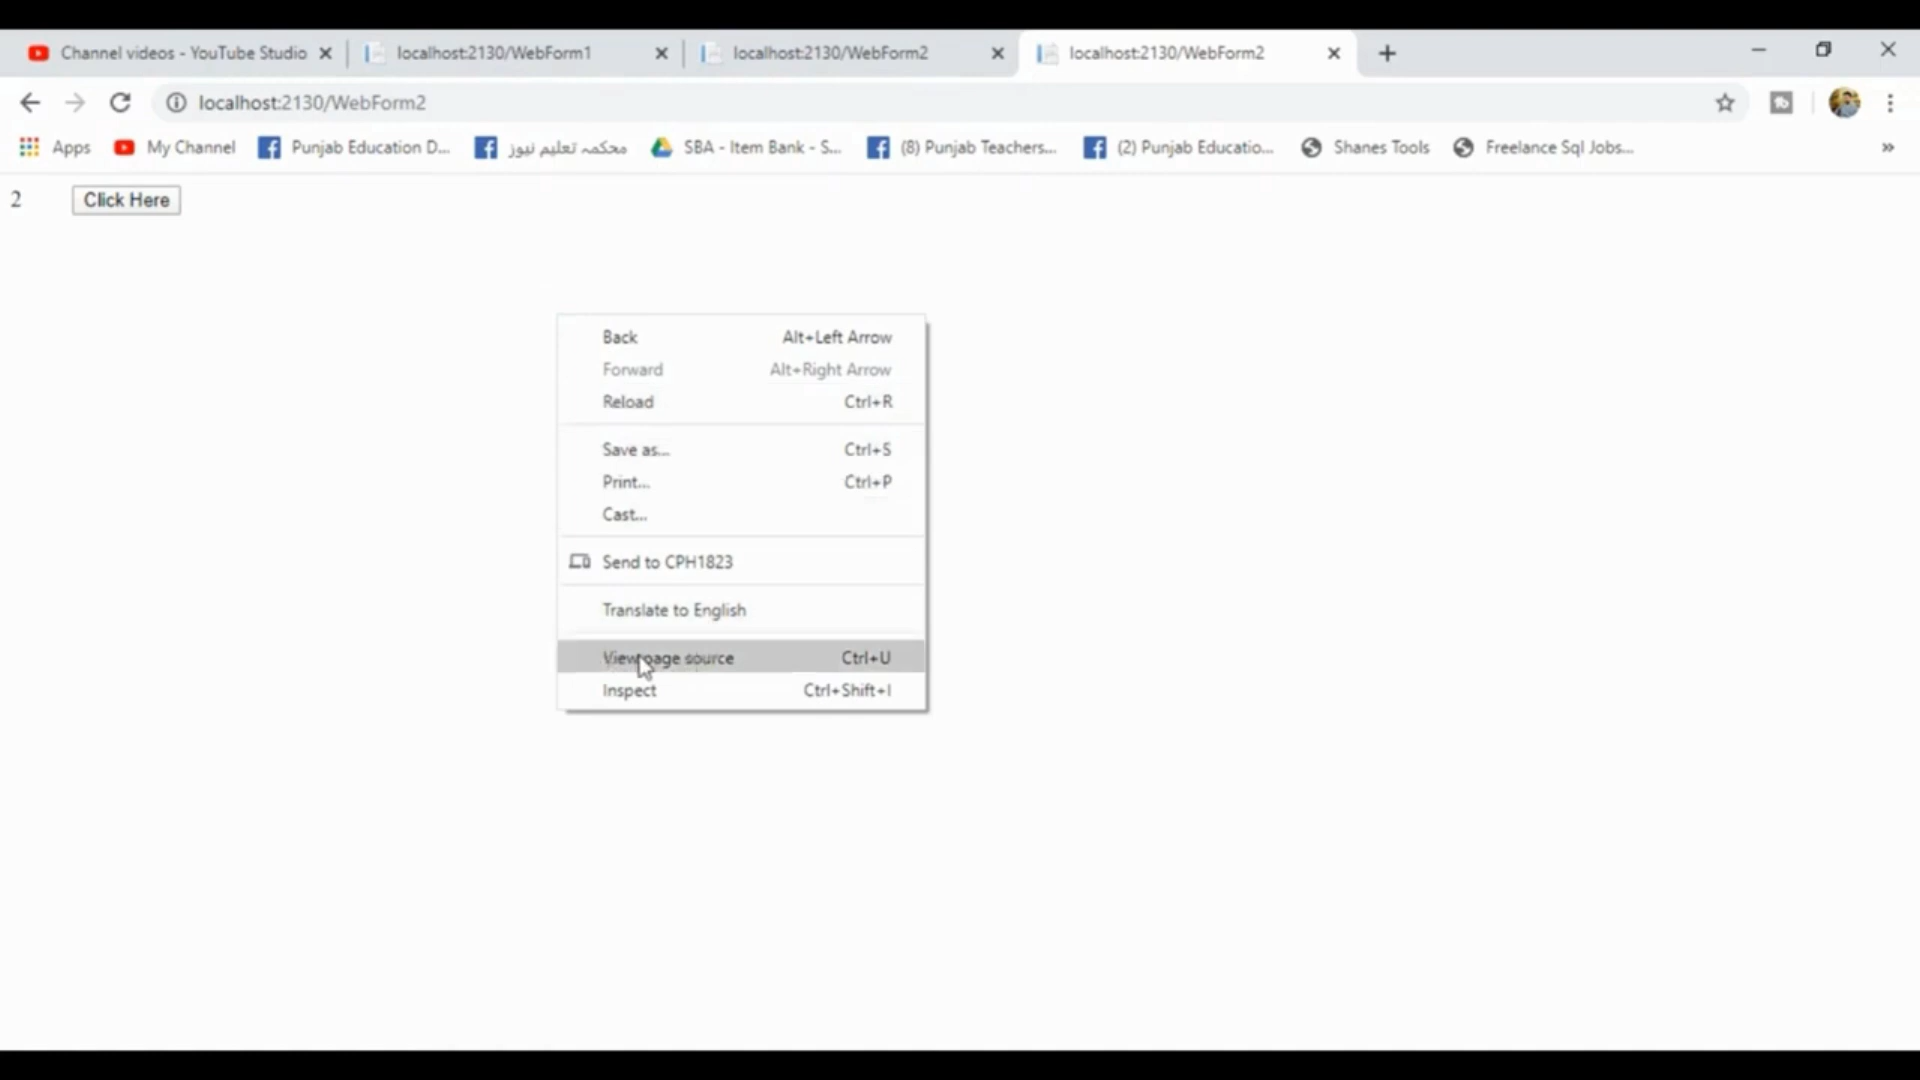 Channel videos - YouTube Studio
localhost:2130/WebForm1
localhost:2130/WebForm2
localhost:2130/WebForm2
localhost:2130/WebForm2
Apps
My Channel
Punjab Education D...
محکمہ تعلیم نیوز
SBA - Item Bank - S...
(8) Punjab Teachers...
(2) Punjab Educatio...
Shanes Tools
Freelance Sql Jobs...
2 Click Here
Back Alt+Left Arrow
Forward Alt+Right Arrow
Reload Ctrl+R
Save as... Ctrl+S
Print... Ctrl+P
Cast...
Send to CPH1823
Translate to English
View page source Ctrl+U
Inspect Ctrl+Shift+I